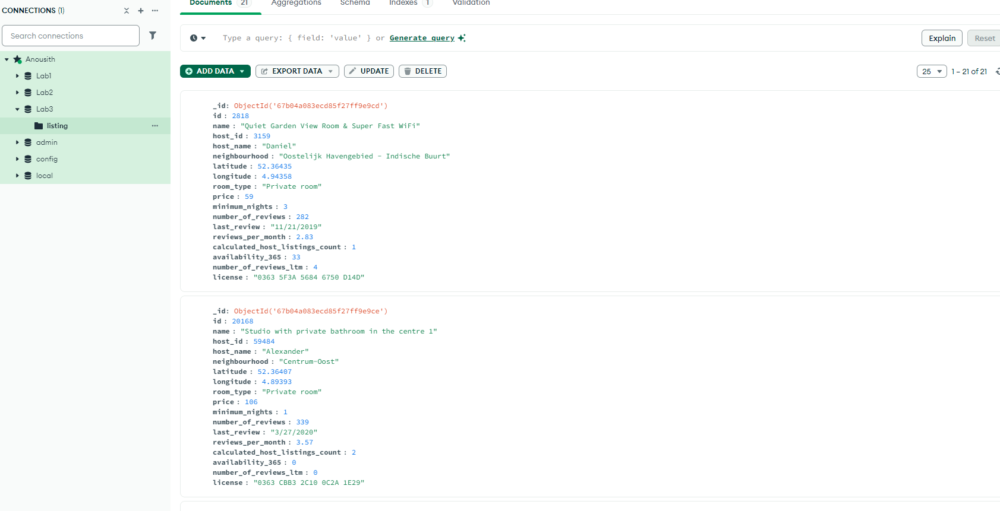 CONNECTIONS (1)
Search connections
Anousith
Lab1
Lab2
Lab3
listing
admin
config
local
Documents 21 Aggregations Schema Indexes 1 Validation
Type a query: { field: 'value' } or Generate query
Explain Reset
ADD DATA EXPORT DATA UPDATE DELETE
25 1 – 21 of 21
_id: ObjectId('67b04a083ecd85f27ff9e9cd')
id : 2818
name : "Quiet Garden View Room & Super Fast WiFi"
host_id : 3159
host_name : "Daniel"
neighbourhood : "Oostelijk Havengebied - Indische Buurt"
latitude : 52.36435
longitude : 4.94358
room_type : "Private room"
price : 59
minimum_nights : 3
number_of_reviews : 282
last_review : "11/21/2019"
reviews_per_month : 2.83
calculated_host_listings_count : 1
availability_365 : 33
number_of_reviews_ltm : 4
license : "0363 5F3A 5684 6750 D14D"
_id: ObjectId('67b04a083ecd85f27ff9e9ce')
id : 20168
name : "Studio with private bathroom in the centre 1"
host_id : 59484
host_name : "Alexander"
neighbourhood : "Centrum-Oost"
latitude : 52.36407
longitude : 4.89393
room_type : "Private room"
price : 106
minimum_nights : 1
number_of_reviews : 339
last_review : "3/27/2020"
reviews_per_month : 3.57
calculated_host_listings_count : 2
availability_365 : 0
number_of_reviews_ltm : 0
license : "0363 CBB3 2C10 0C2A 1E29"